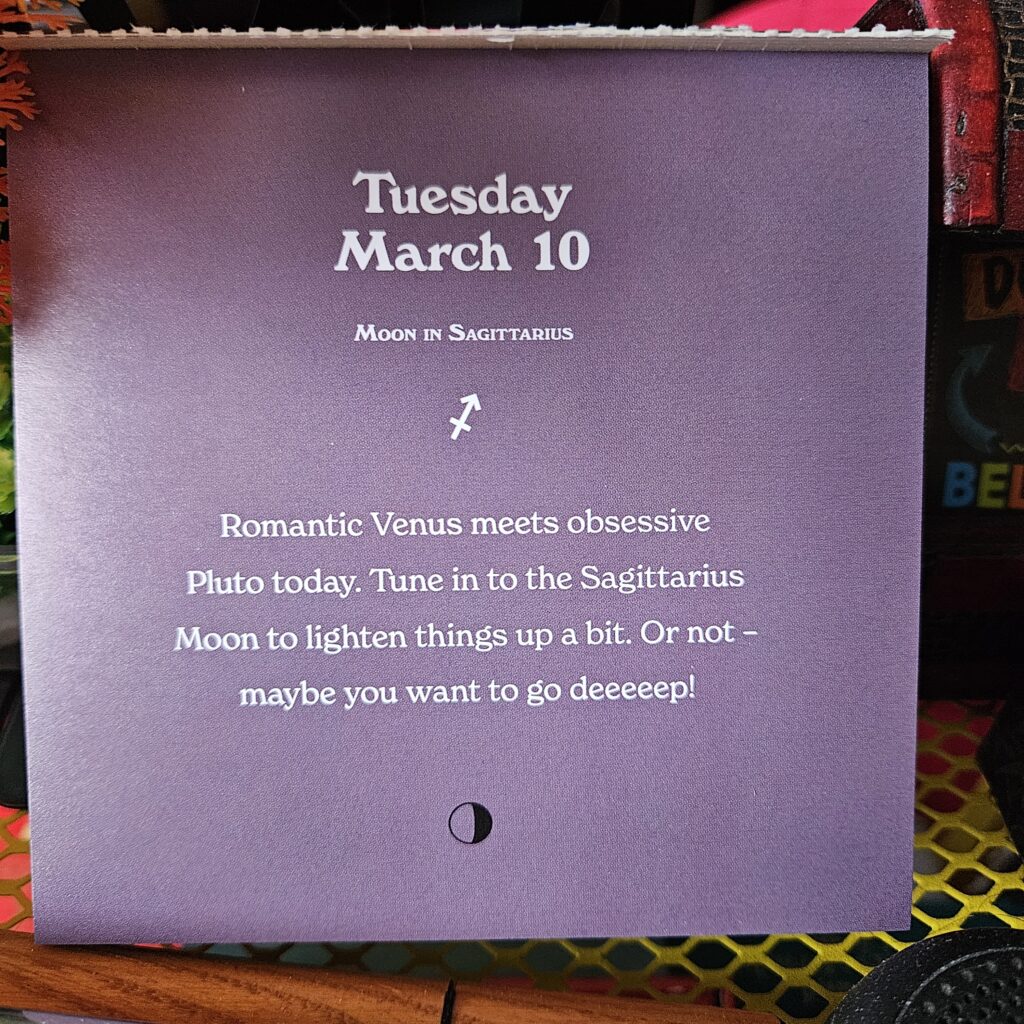 Tuesday
March 10
Moon in Sagittarius
Romantic Venus meets obsessive
Pluto today. Tune in to the Sagittarius
Moon to lighten things up a bit. Or not –
maybe you want to go deeeeep!